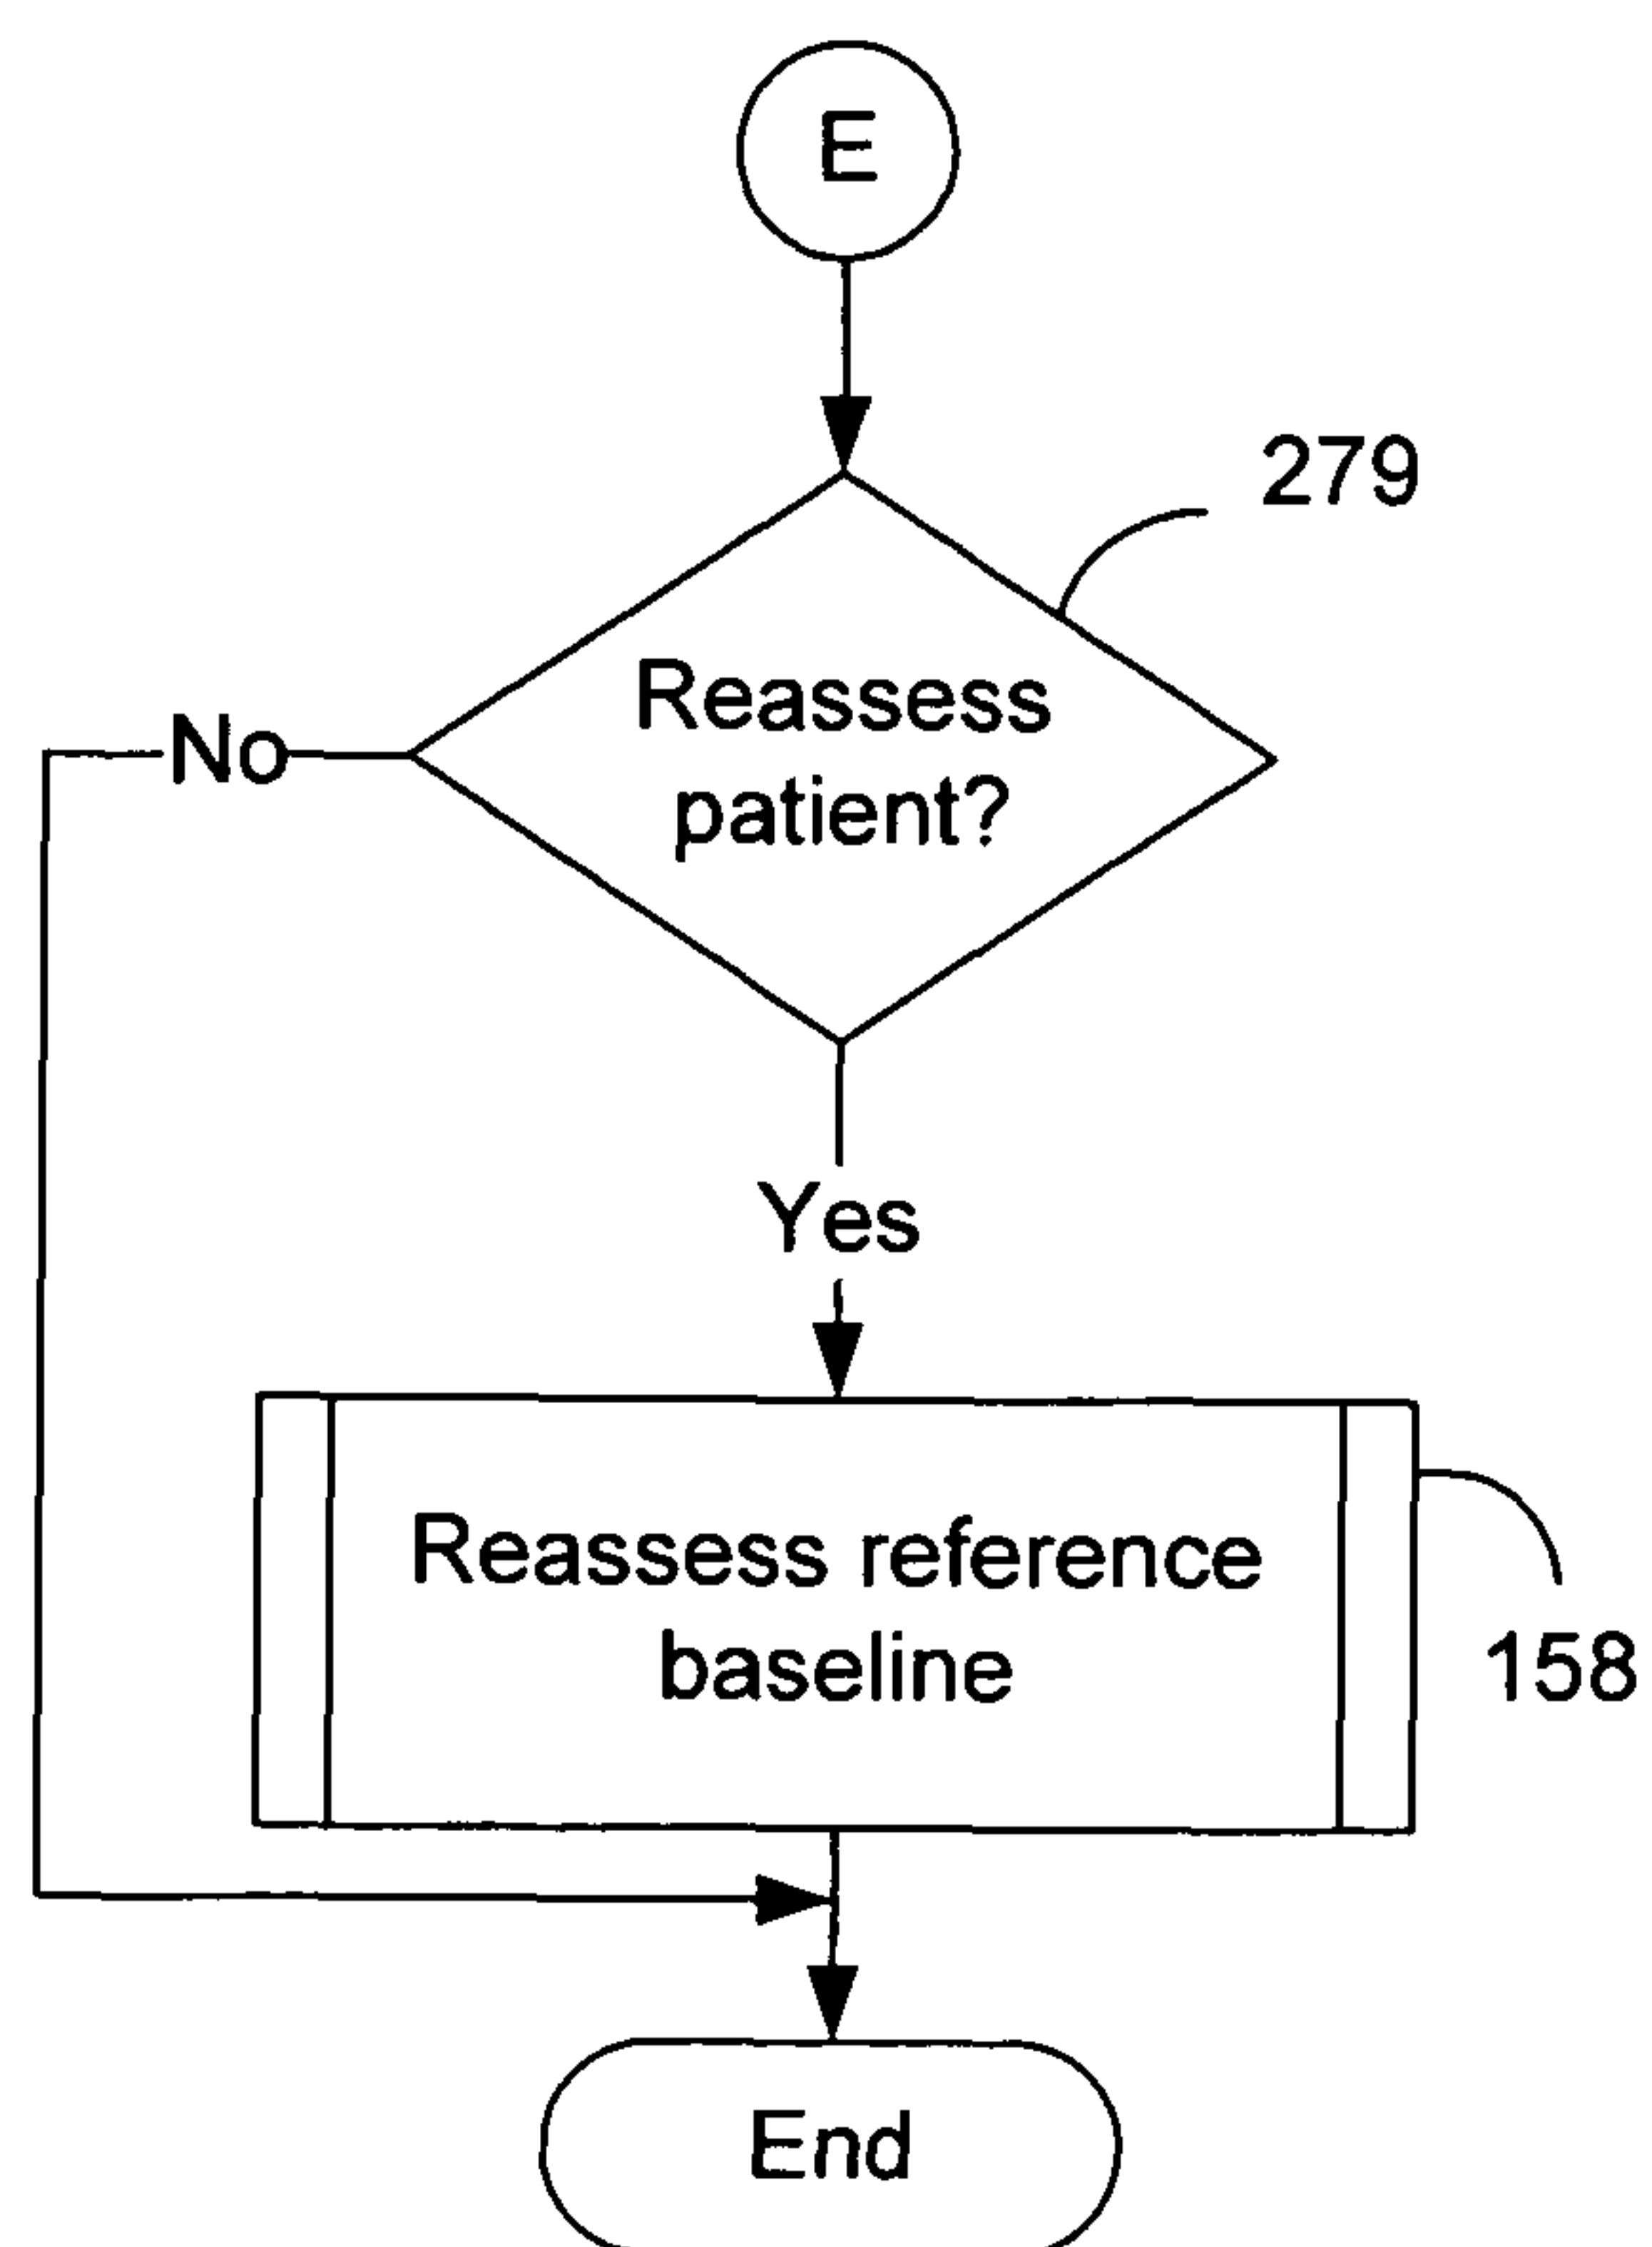 E
279
Reassess
patient?
No
Yes
Reassess reference
baseline
158
End